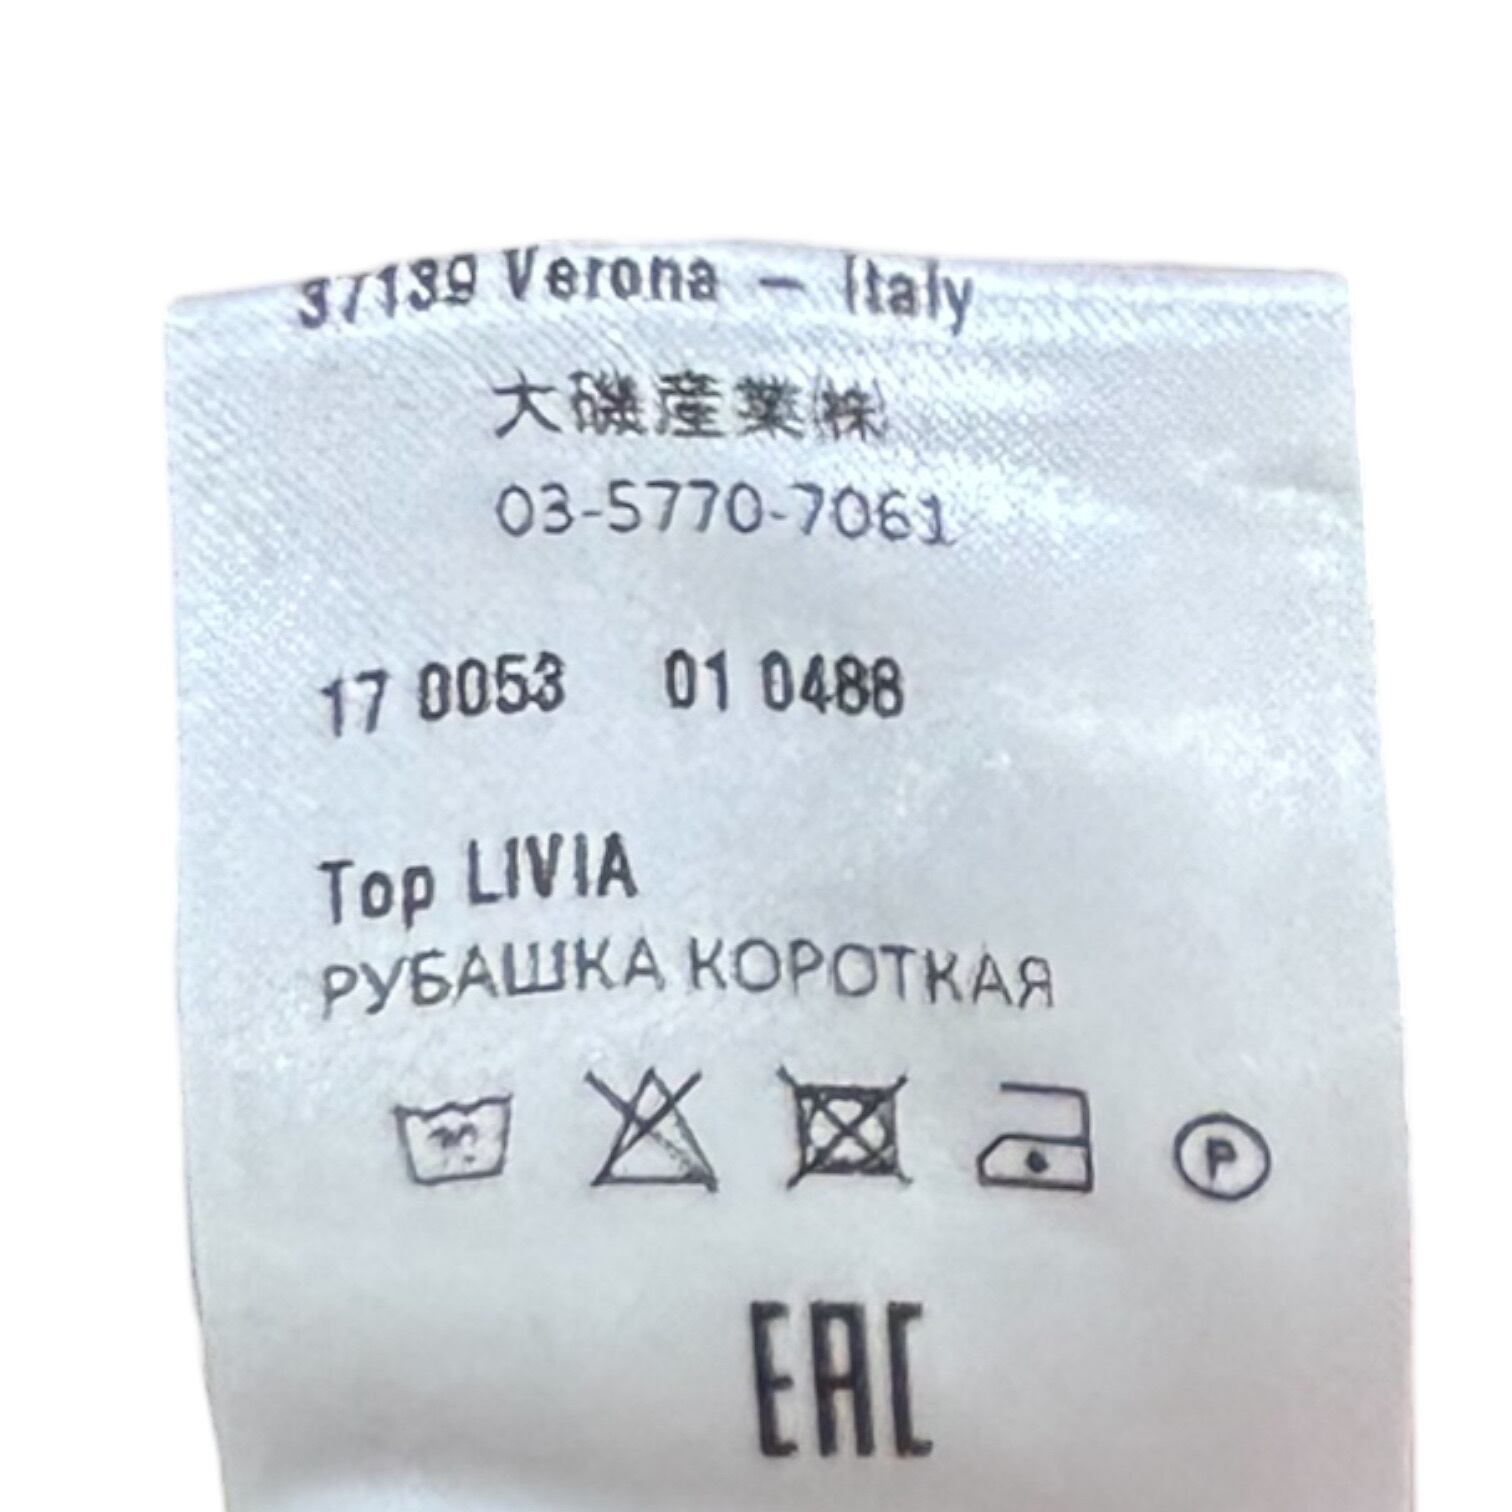 37139 Verona – Italy
大磯産業㈱
03-5770-7061
17 0053 01 0488
Top LIVIA
РУБАШКА КОРОТКАЯ
P
EAC